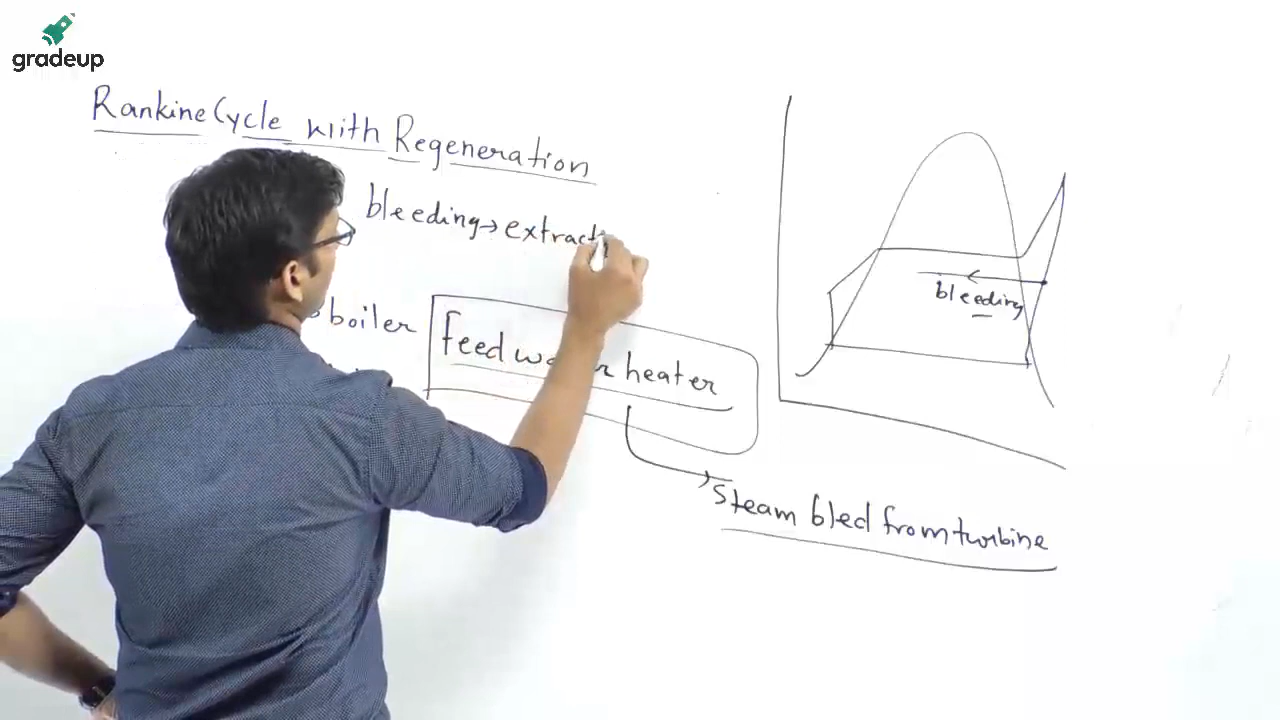 gradeup
Rankine Cycle with Regeneration
bleeding → extract
boiler
Feed heater
bleeding
Steam bled from turbine